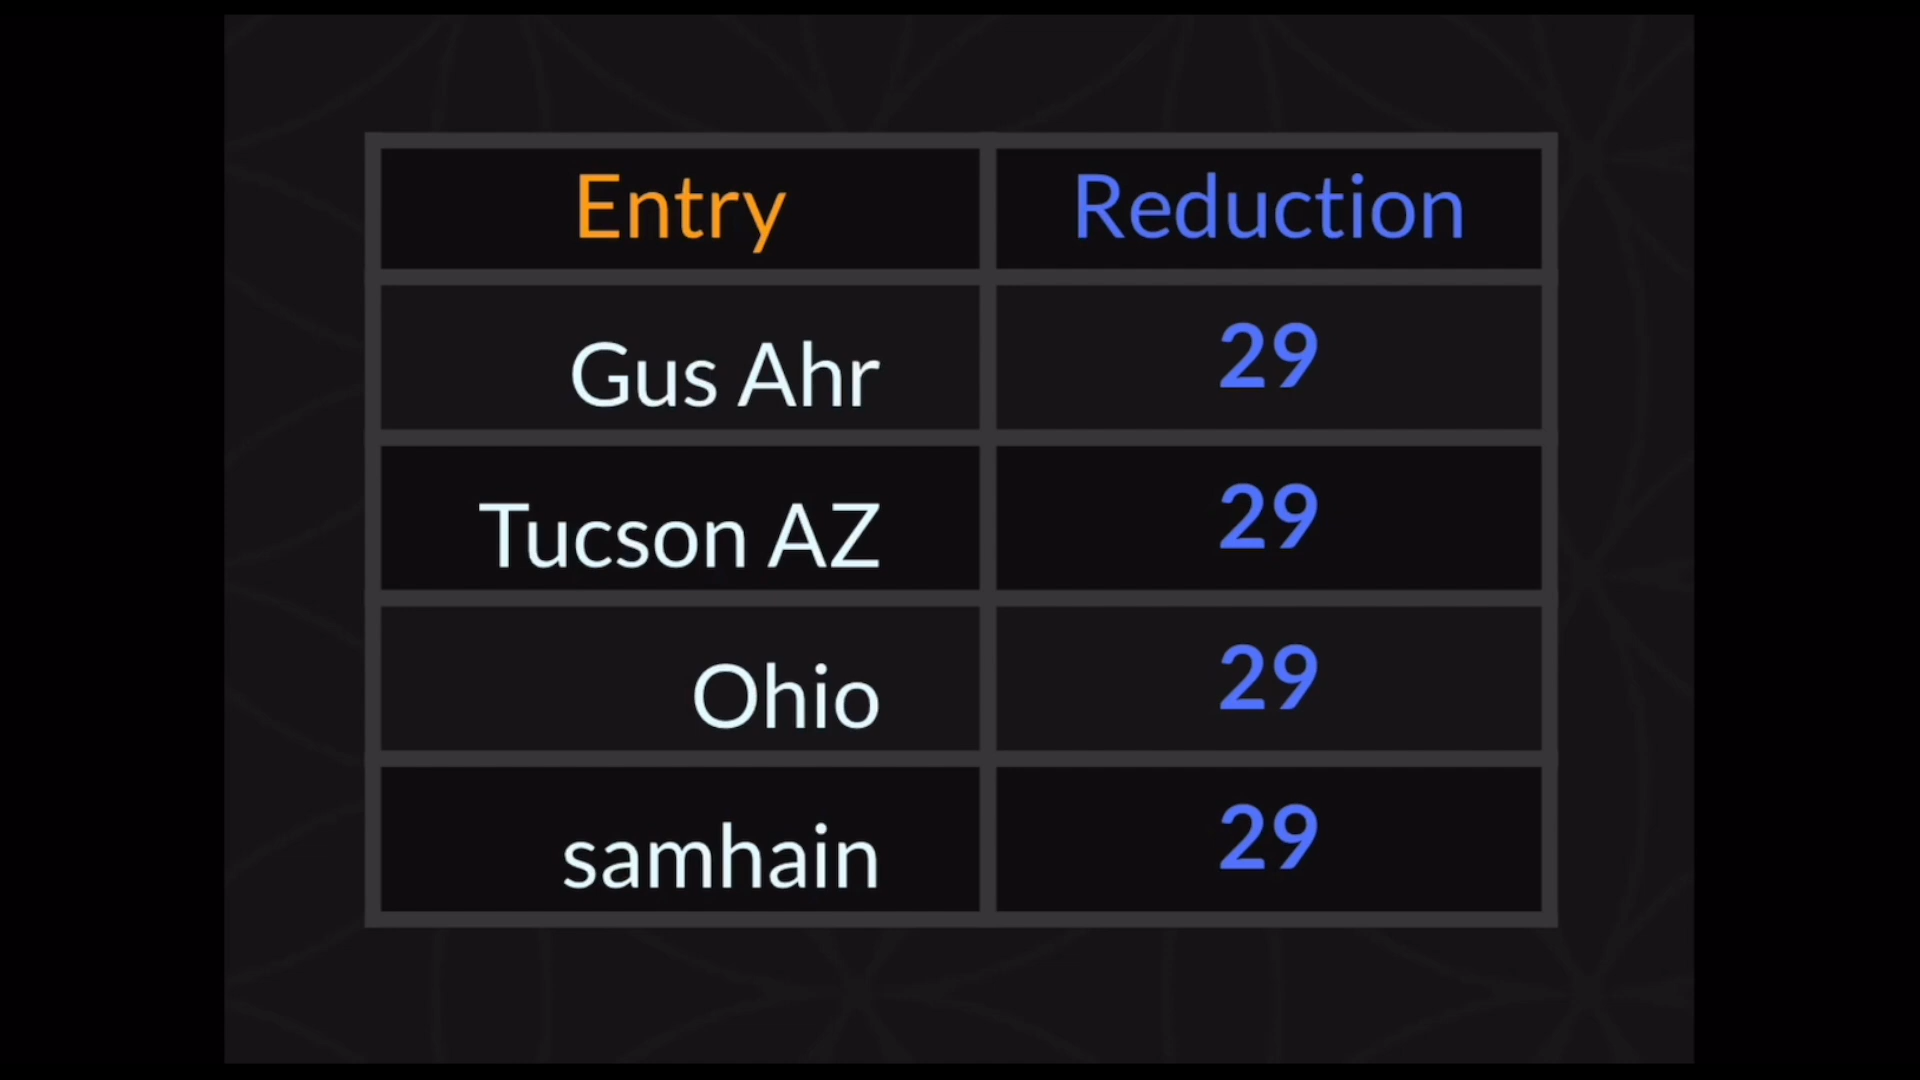 Entry Reduction
Gus Ahr 29
Tucson AZ 29
Ohio 29
samhain 29